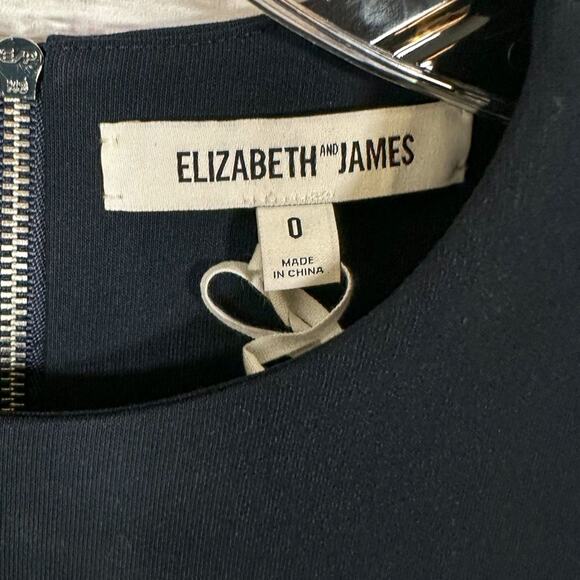 ELIZABETH AND JAMES
0
MADE
IN CHINA